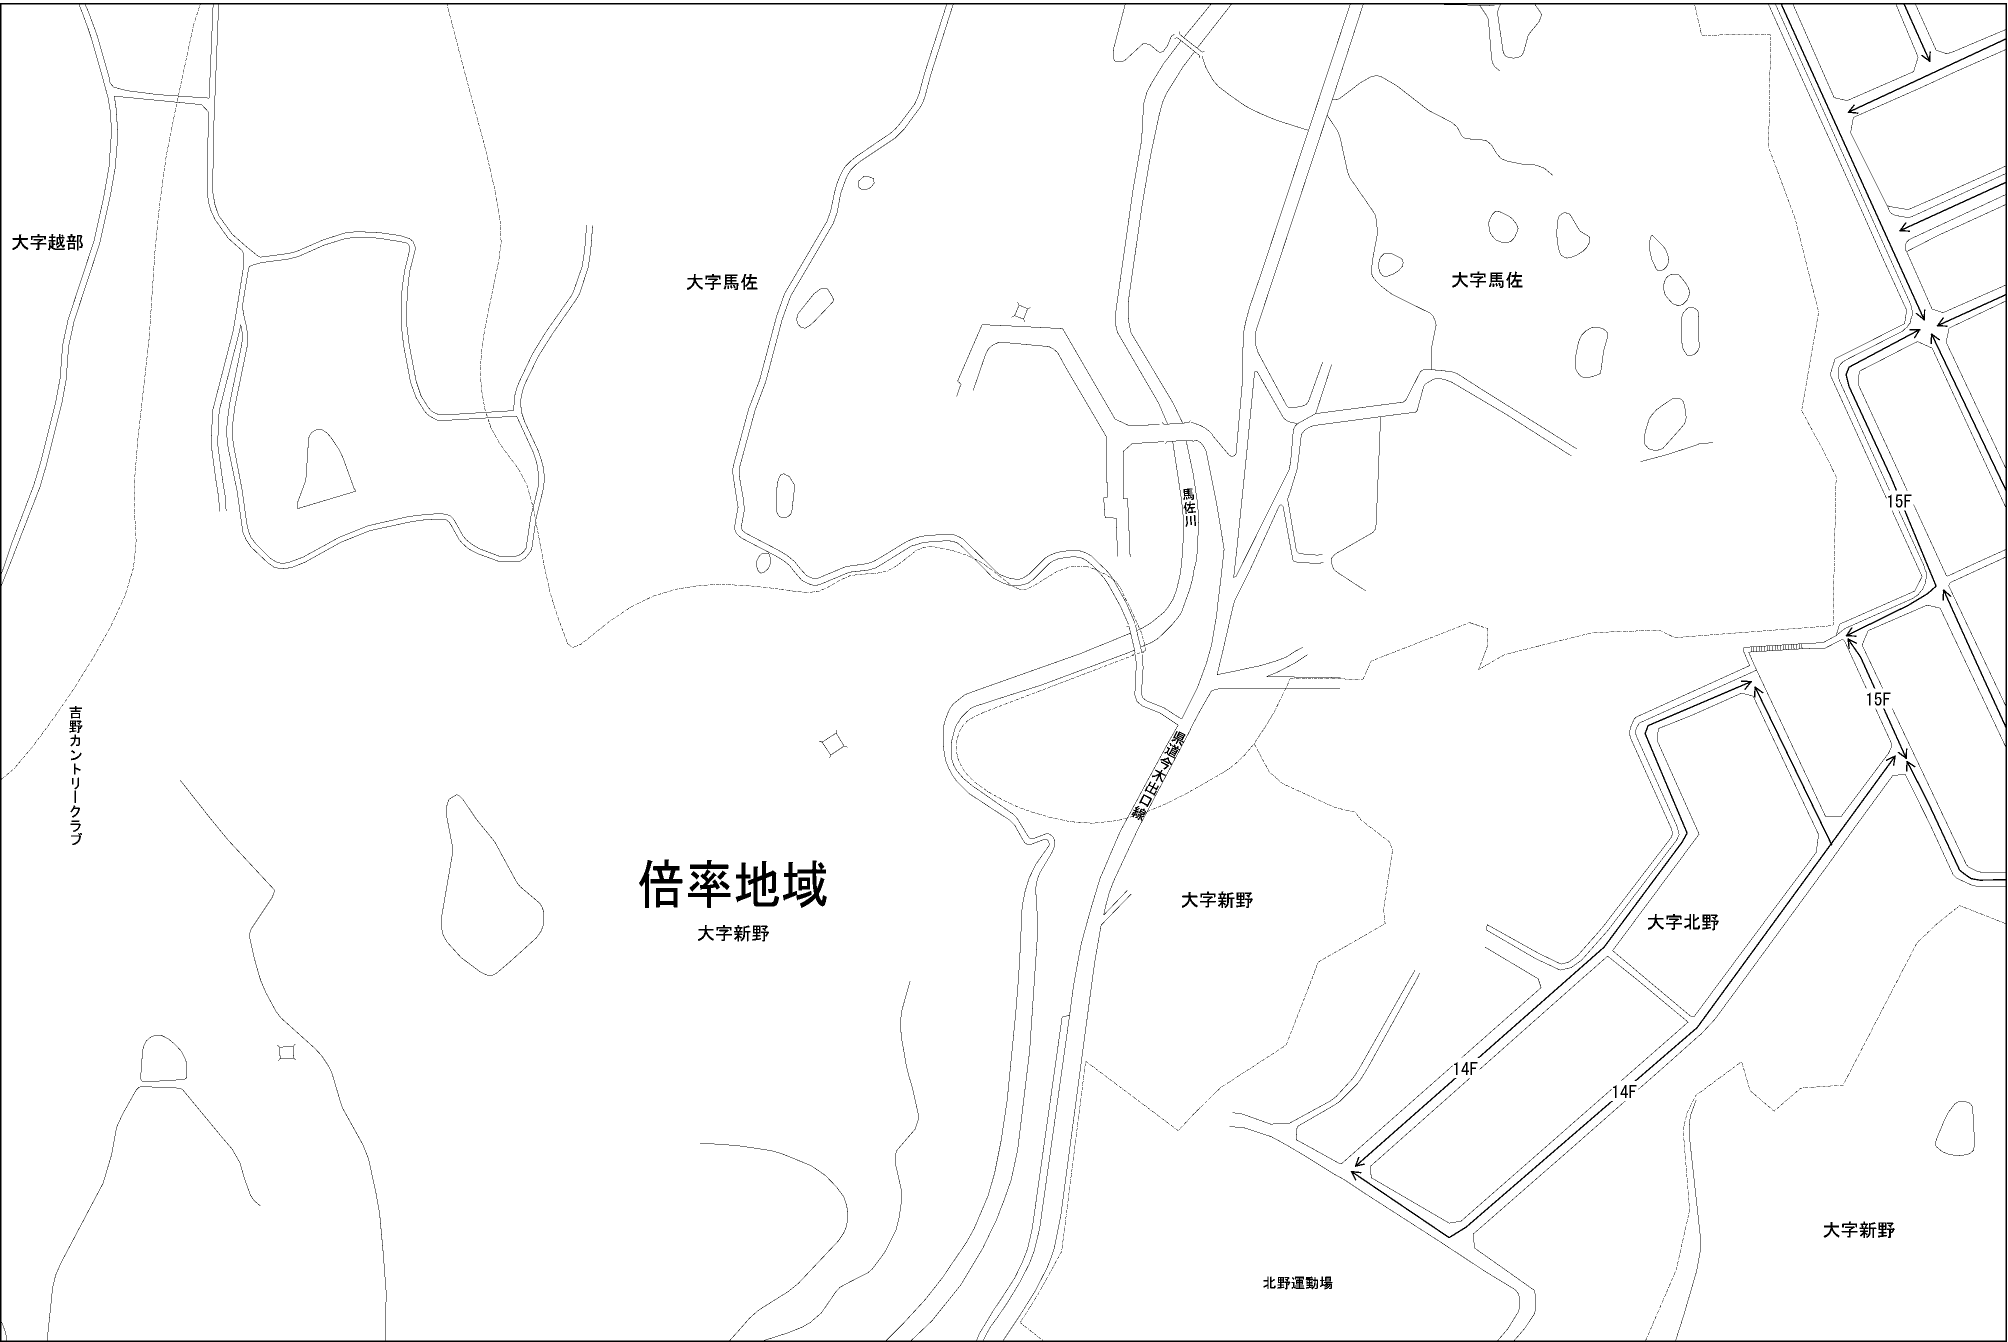 大字越部
大字馬佐
大字馬佐
馬佐川
15F
15F
吉野カントリークラブ
県道今木出口線
倍率地域
大字新野
大字新野
大字北野
14F
14F
大字新野
北野運動場